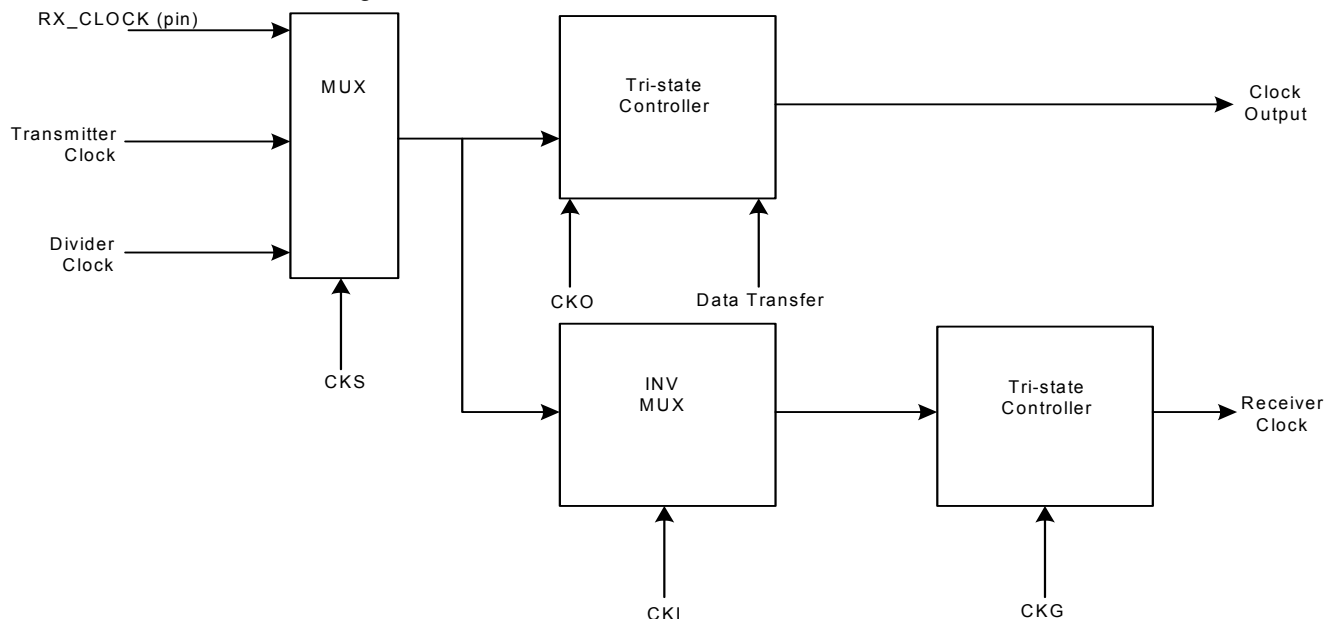 RX_CLOCK (pin)
MUX
Tri-state
Controller
Clock
Output
Transmitter
Clock
Divider
Clock
CKO
Data Transfer
CKS
INV
MUX
Tri-state
Controller
Receiver
Clock
CKI
CKG